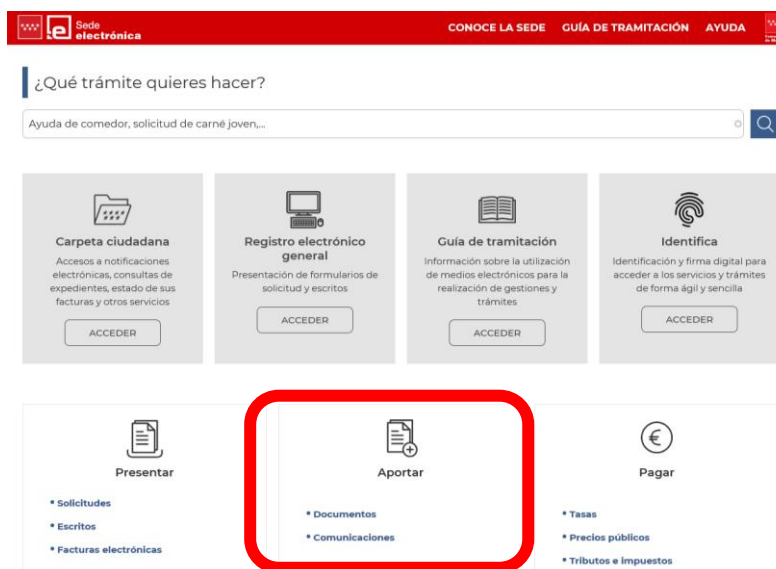 Sede
electrónica
CONOCE LA SEDE GUÍA DE TRAMITACIÓN AYUDA
¿Qué trámite quieres hacer?
Ayuda de comedor, solicitud de carné joven,...
Carpeta ciudadana
Accesos a notificaciones
electrónicas, consultas de
expedientes, estado de sus
facturas y otros servicios
ACCEDER
Registro electrónico
general
Presentación de formularios de
solicitud y escritos
ACCEDER
Guía de tramitación
Información sobre la utilización
de medios electrónicos para la
realización de gestiones y
trámites
ACCEDER
Identifica
Identificación y firma digital para
acceder a los servicios y trámites
de forma ágil y sencilla
ACCEDER
Presentar
• Solicitudes
• Escritos
• Facturas electrónicas
Aportar
• Documentos
• Comunicaciones
Pagar
• Tasas
• Precios públicos
• Tributos e impuestos